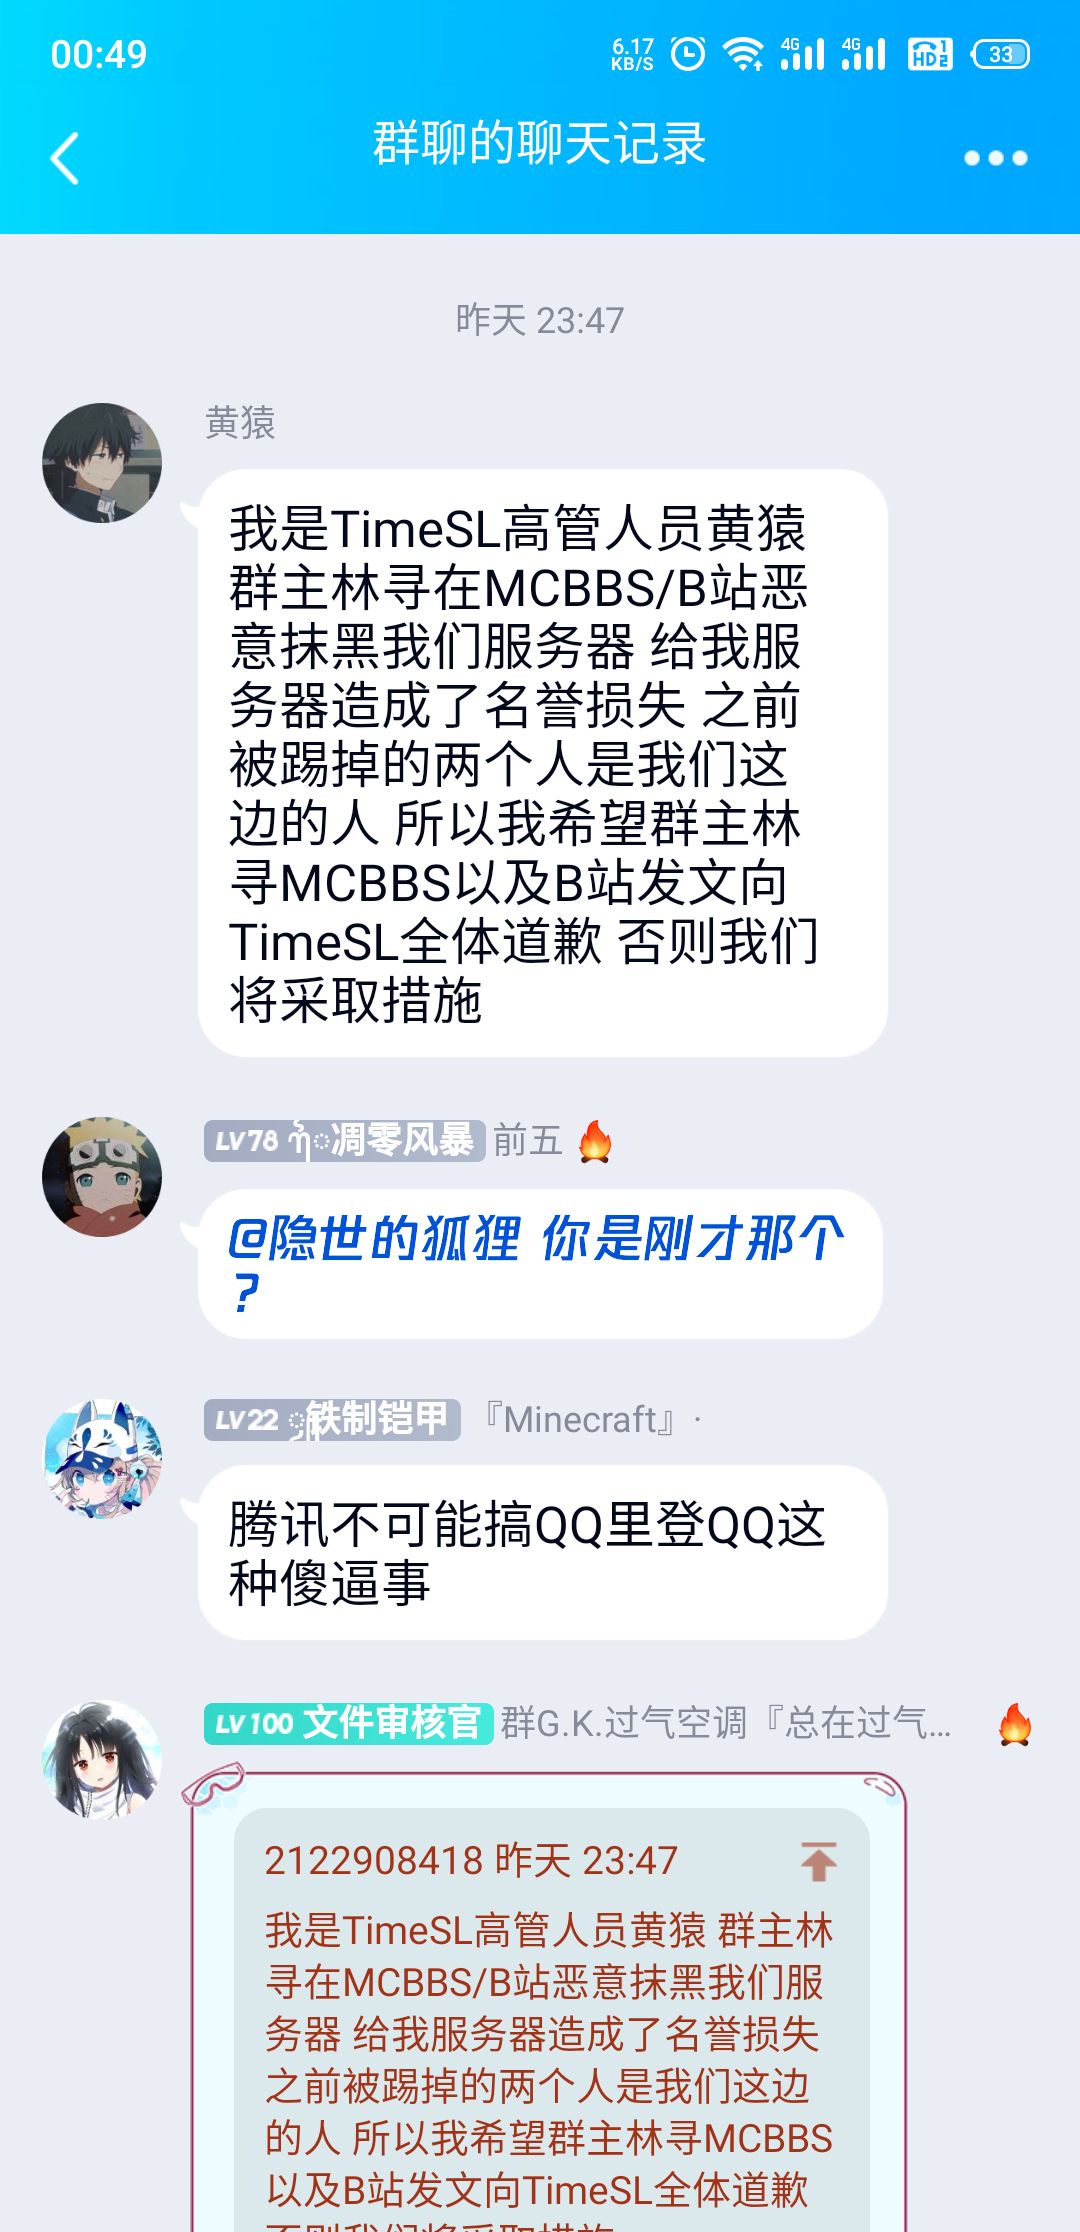 00:49
6.17 KB/S 4G 4G HD 1 2 33
群聊的聊天记录
昨天 23:47
黄猿
我是TimeSL高管人员黄猿
群主林寻在MCBBS/B站恶
意抹黑我们服务器 给我服
务器造成了名誉损失 之前
被踢掉的两个人是我们这
边的人 所以我希望群主林
寻MCBBS以及B站发文向
TimeSL全体道歉 否则我们
将采取措施
LV78 凋零风暴 前五
@隐世的狐狸 你是刚才那个
?
LV22 铁制铠甲 『Minecraft』·
腾讯不可能搞QQ里登QQ这
种傻逼事
LV100 文件审核官 群G.K.过气空调『总在过气...
2122908418 昨天 23:47
我是TimeSL高管人员黄猿 群主林
寻在MCBBS/B站恶意抹黑我们服
务器 给我服务器造成了名誉损失
之前被踢掉的两个人是我们这边
的人 所以我希望群主林寻MCBBS
以及B站发文向TimeSL全体道歉
否则我们将采取措施